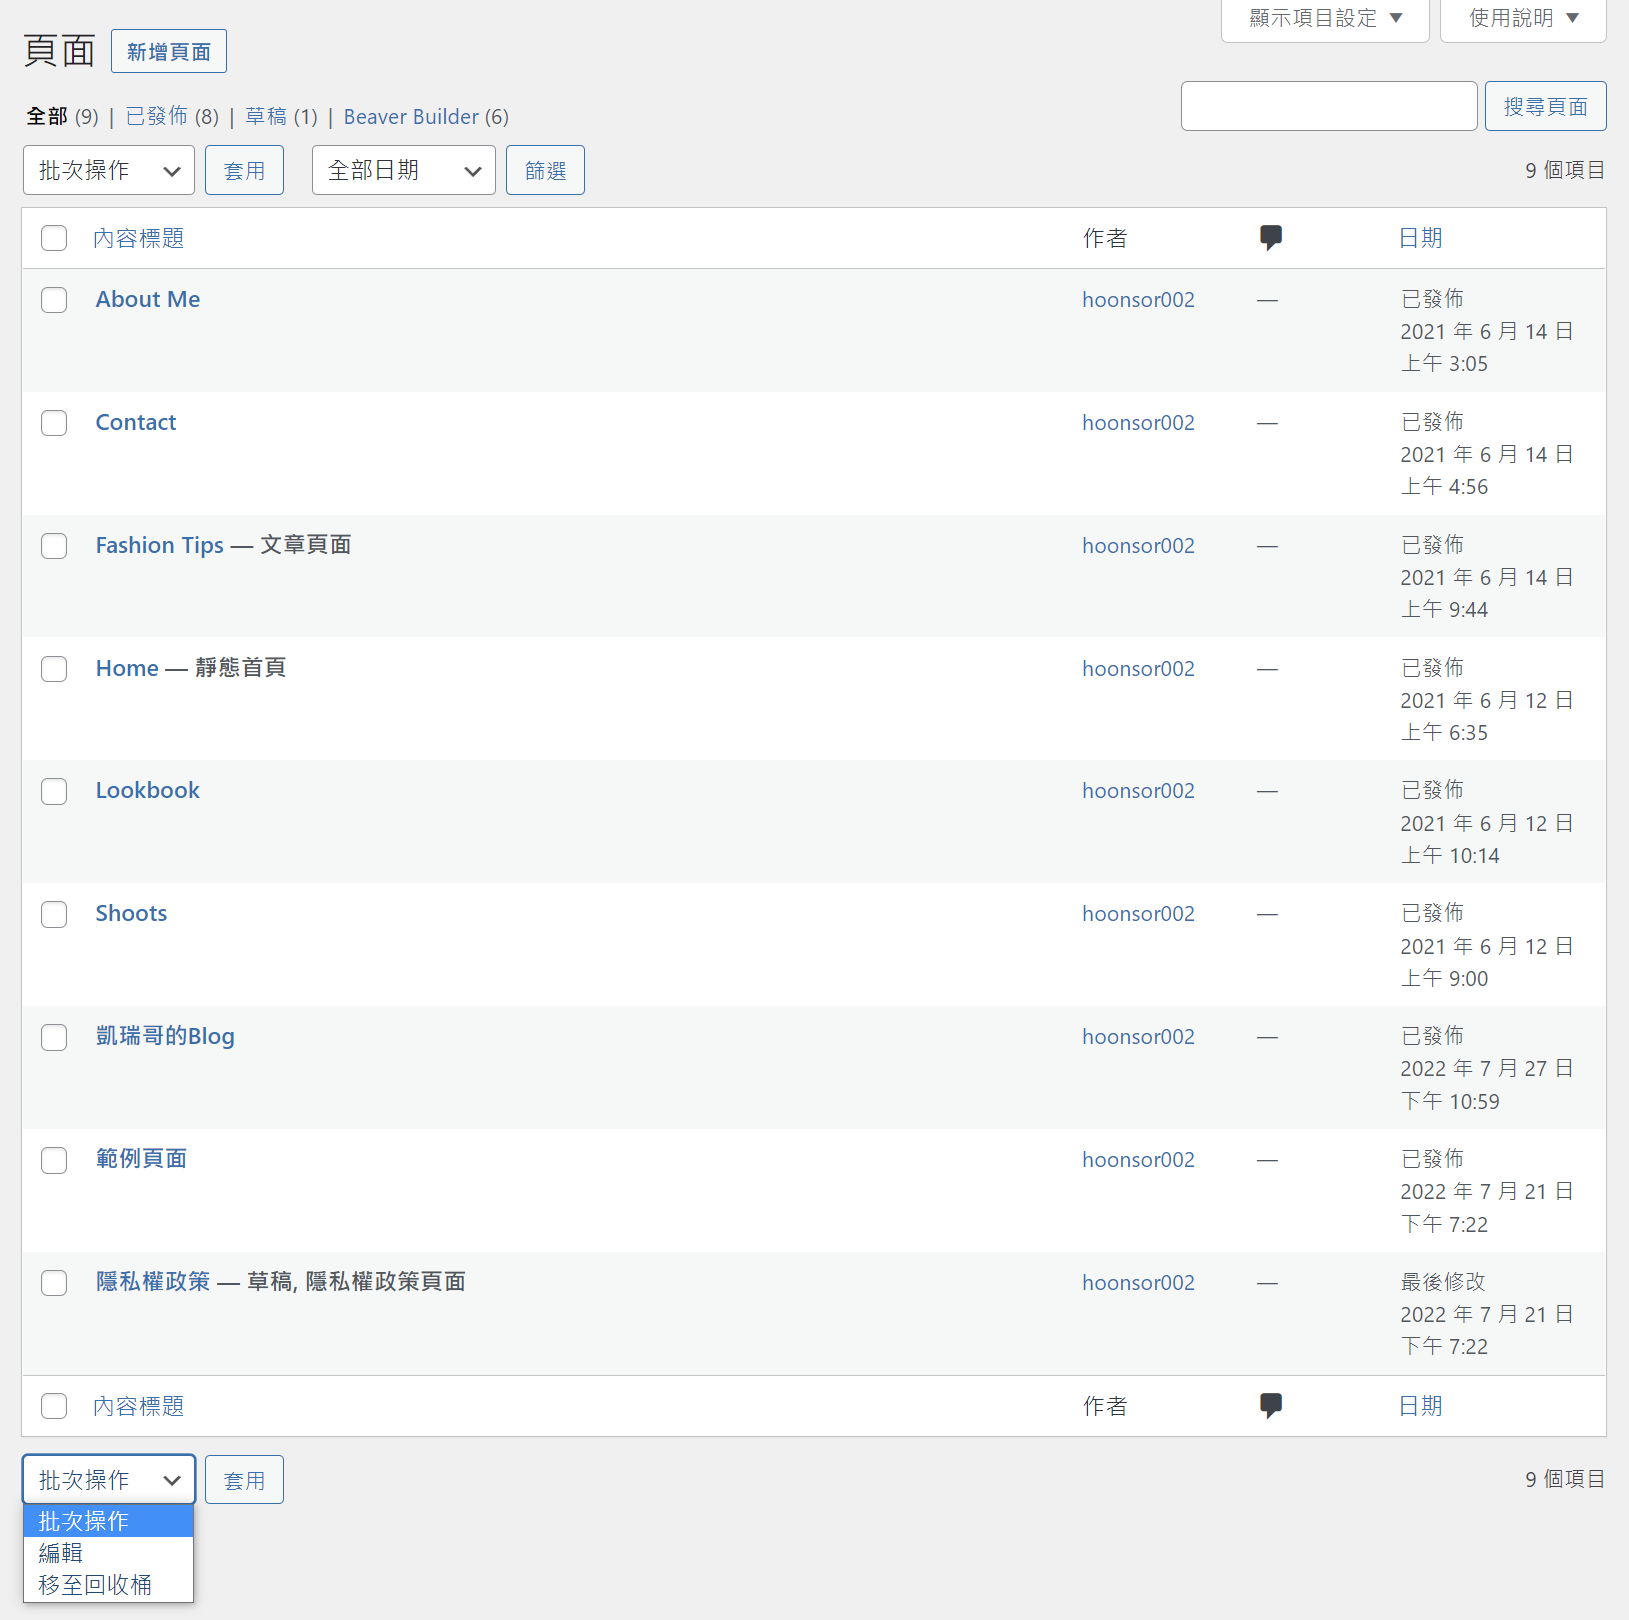 顯示項目設定 ▼
使用說明 ▼
頁面 新增頁面
全部 (9) | 已發佈 (8) | 草稿 (1) | Beaver Builder (6)
搜尋頁面
批次操作 套用 全部日期 篩選 9 個項目
內容標題 作者 日期
About Me hoonsor002 — 已發佈
2021 年 6 月 14 日
上午 3:05
Contact hoonsor002 — 已發佈
2021 年 6 月 14 日
上午 4:56
Fashion Tips — 文章頁面 hoonsor002 — 已發佈
2021 年 6 月 14 日
上午 9:44
Home — 靜態首頁 hoonsor002 — 已發佈
2021 年 6 月 12 日
上午 6:35
Lookbook hoonsor002 — 已發佈
2021 年 6 月 12 日
上午 10:14
Shoots hoonsor002 — 已發佈
2021 年 6 月 12 日
上午 9:00
凱瑞哥的Blog hoonsor002 — 已發佈
2022 年 7 月 27 日
下午 10:59
範例頁面 hoonsor002 — 已發佈
2022 年 7 月 21 日
下午 7:22
隱私權政策 — 草稿, 隱私權政策頁面 hoonsor002 — 最後修改
2022 年 7 月 21 日
下午 7:22
內容標題 作者 日期
批次操作 套用 9 個項目
批次操作
編輯
移至回收桶